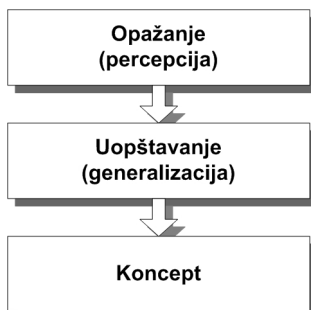 Opažanje
(percepcija)
Uopštavanje
(generalizacija)
Koncept